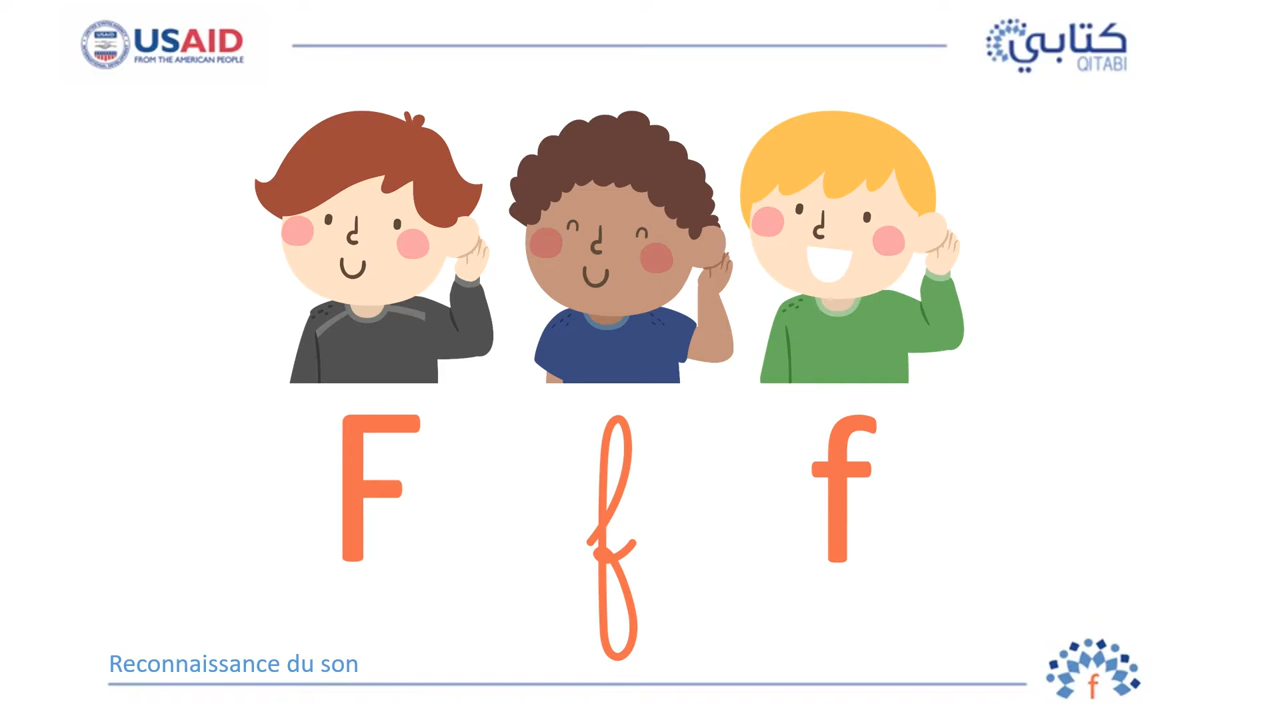 USAID
FROM THE AMERICAN PEOPLE
كتابي
QITABI
F f f
Reconnaissance du son
f